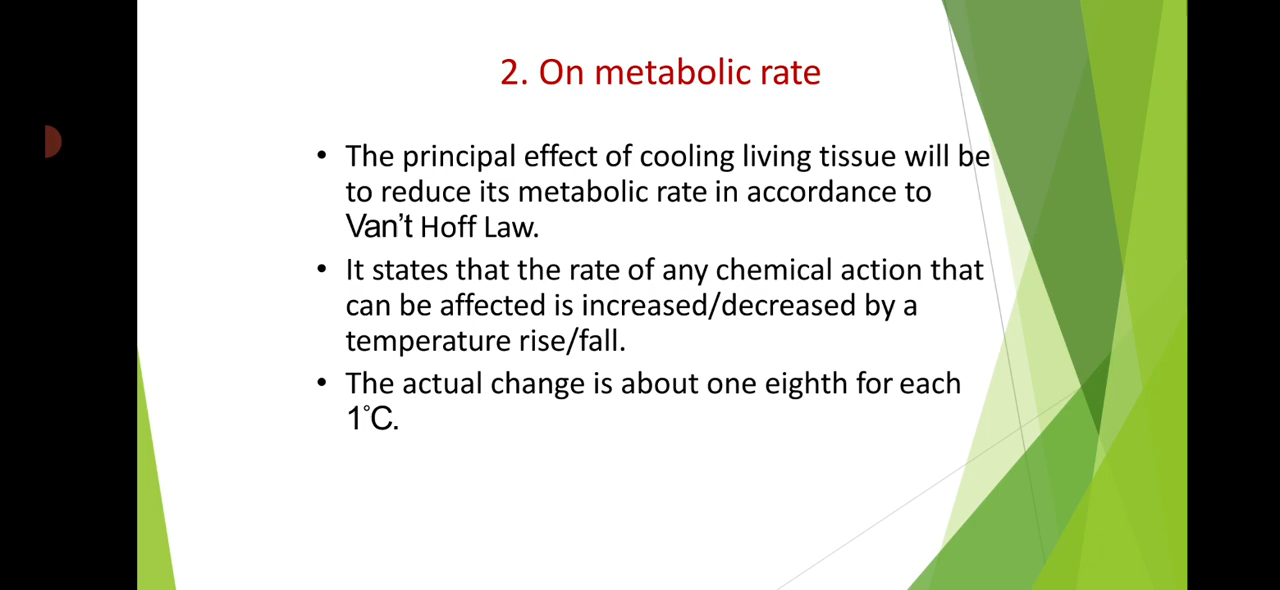 2. On metabolic rate
• The principal effect of cooling living tissue will be
to reduce its metabolic rate in accordance to
Van’t Hoff Law.
• It states that the rate of any chemical action that
can be affected is increased/decreased by a
temperature rise/fall.
• The actual change is about one eighth for each
1°C.